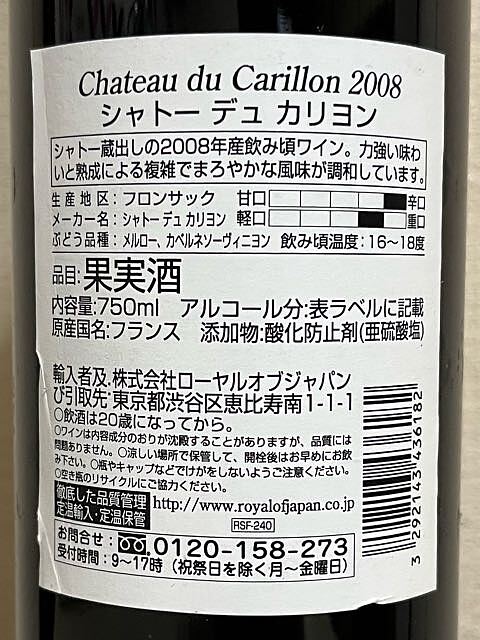 Chateau du Carillon 2008
シャトー デュ カリヨン
シャトー蔵出しの2008年産飲み頃ワイン。力強い味わ
いと熟成による複雑でまろやかな風味が調和しています。
生産地区：フロンサック 甘口 辛口
メーカー名：シャトー デュ カリヨン 軽口 重口
ぶどう品種：メルロー、カベルネソーヴィニヨン 飲み頃温度：16～18度
品目:果実酒
内容量:750ml アルコール分:表ラベルに記載
原産国名:フランス 添加物:酸化防止剤(亜硫酸塩)
輸入者及び引取先:株式会社ローヤルオブジャパン
東京都渋谷区恵比寿南1-1-1
○飲酒は20歳になってから。
○ワインは内容成分のおりが沈殿することがありますが、品質には
問題ありません。○涼しい場所で保管して、開栓後はお早めにお飲
み下さい。○瓶やキャップなどでけがをしないようご注意ください。
○空き瓶のリサイクルにご協力ください。
徹底した品質管理
定温輸入・定温保管
http://www.royalofjapan.co.jp
RSF-240
お問合せ：0120-158-273
受付時間：9～17時（祝祭日を除く月～金曜日）
3 292143 436182